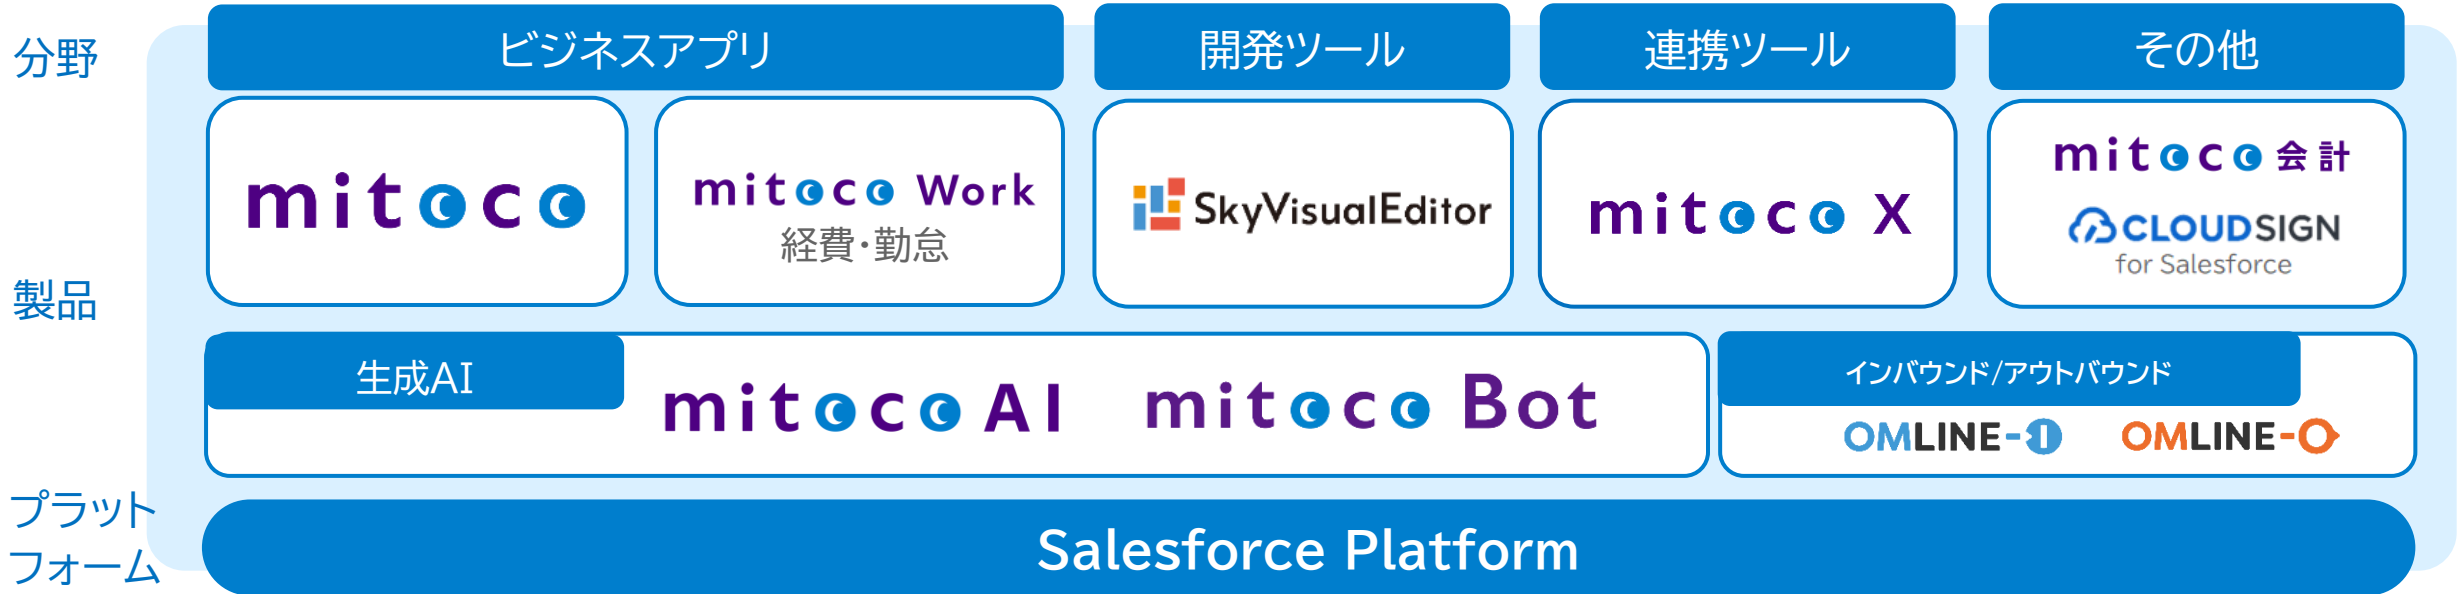 分野
ビジネスアプリ
開発ツール
連携ツール
その他
製品
mitoco
mitoco Work
経費・勤怠
SkyVisualEditor
mitoco X
mitoco 会計
CLOUDSIGN
for Salesforce
生成AI
mitoco AI
mitoco Bot
インバウンド/アウトバウンド
OMLINE-I
OMLINE-O
プラット
フォーム
Salesforce Platform